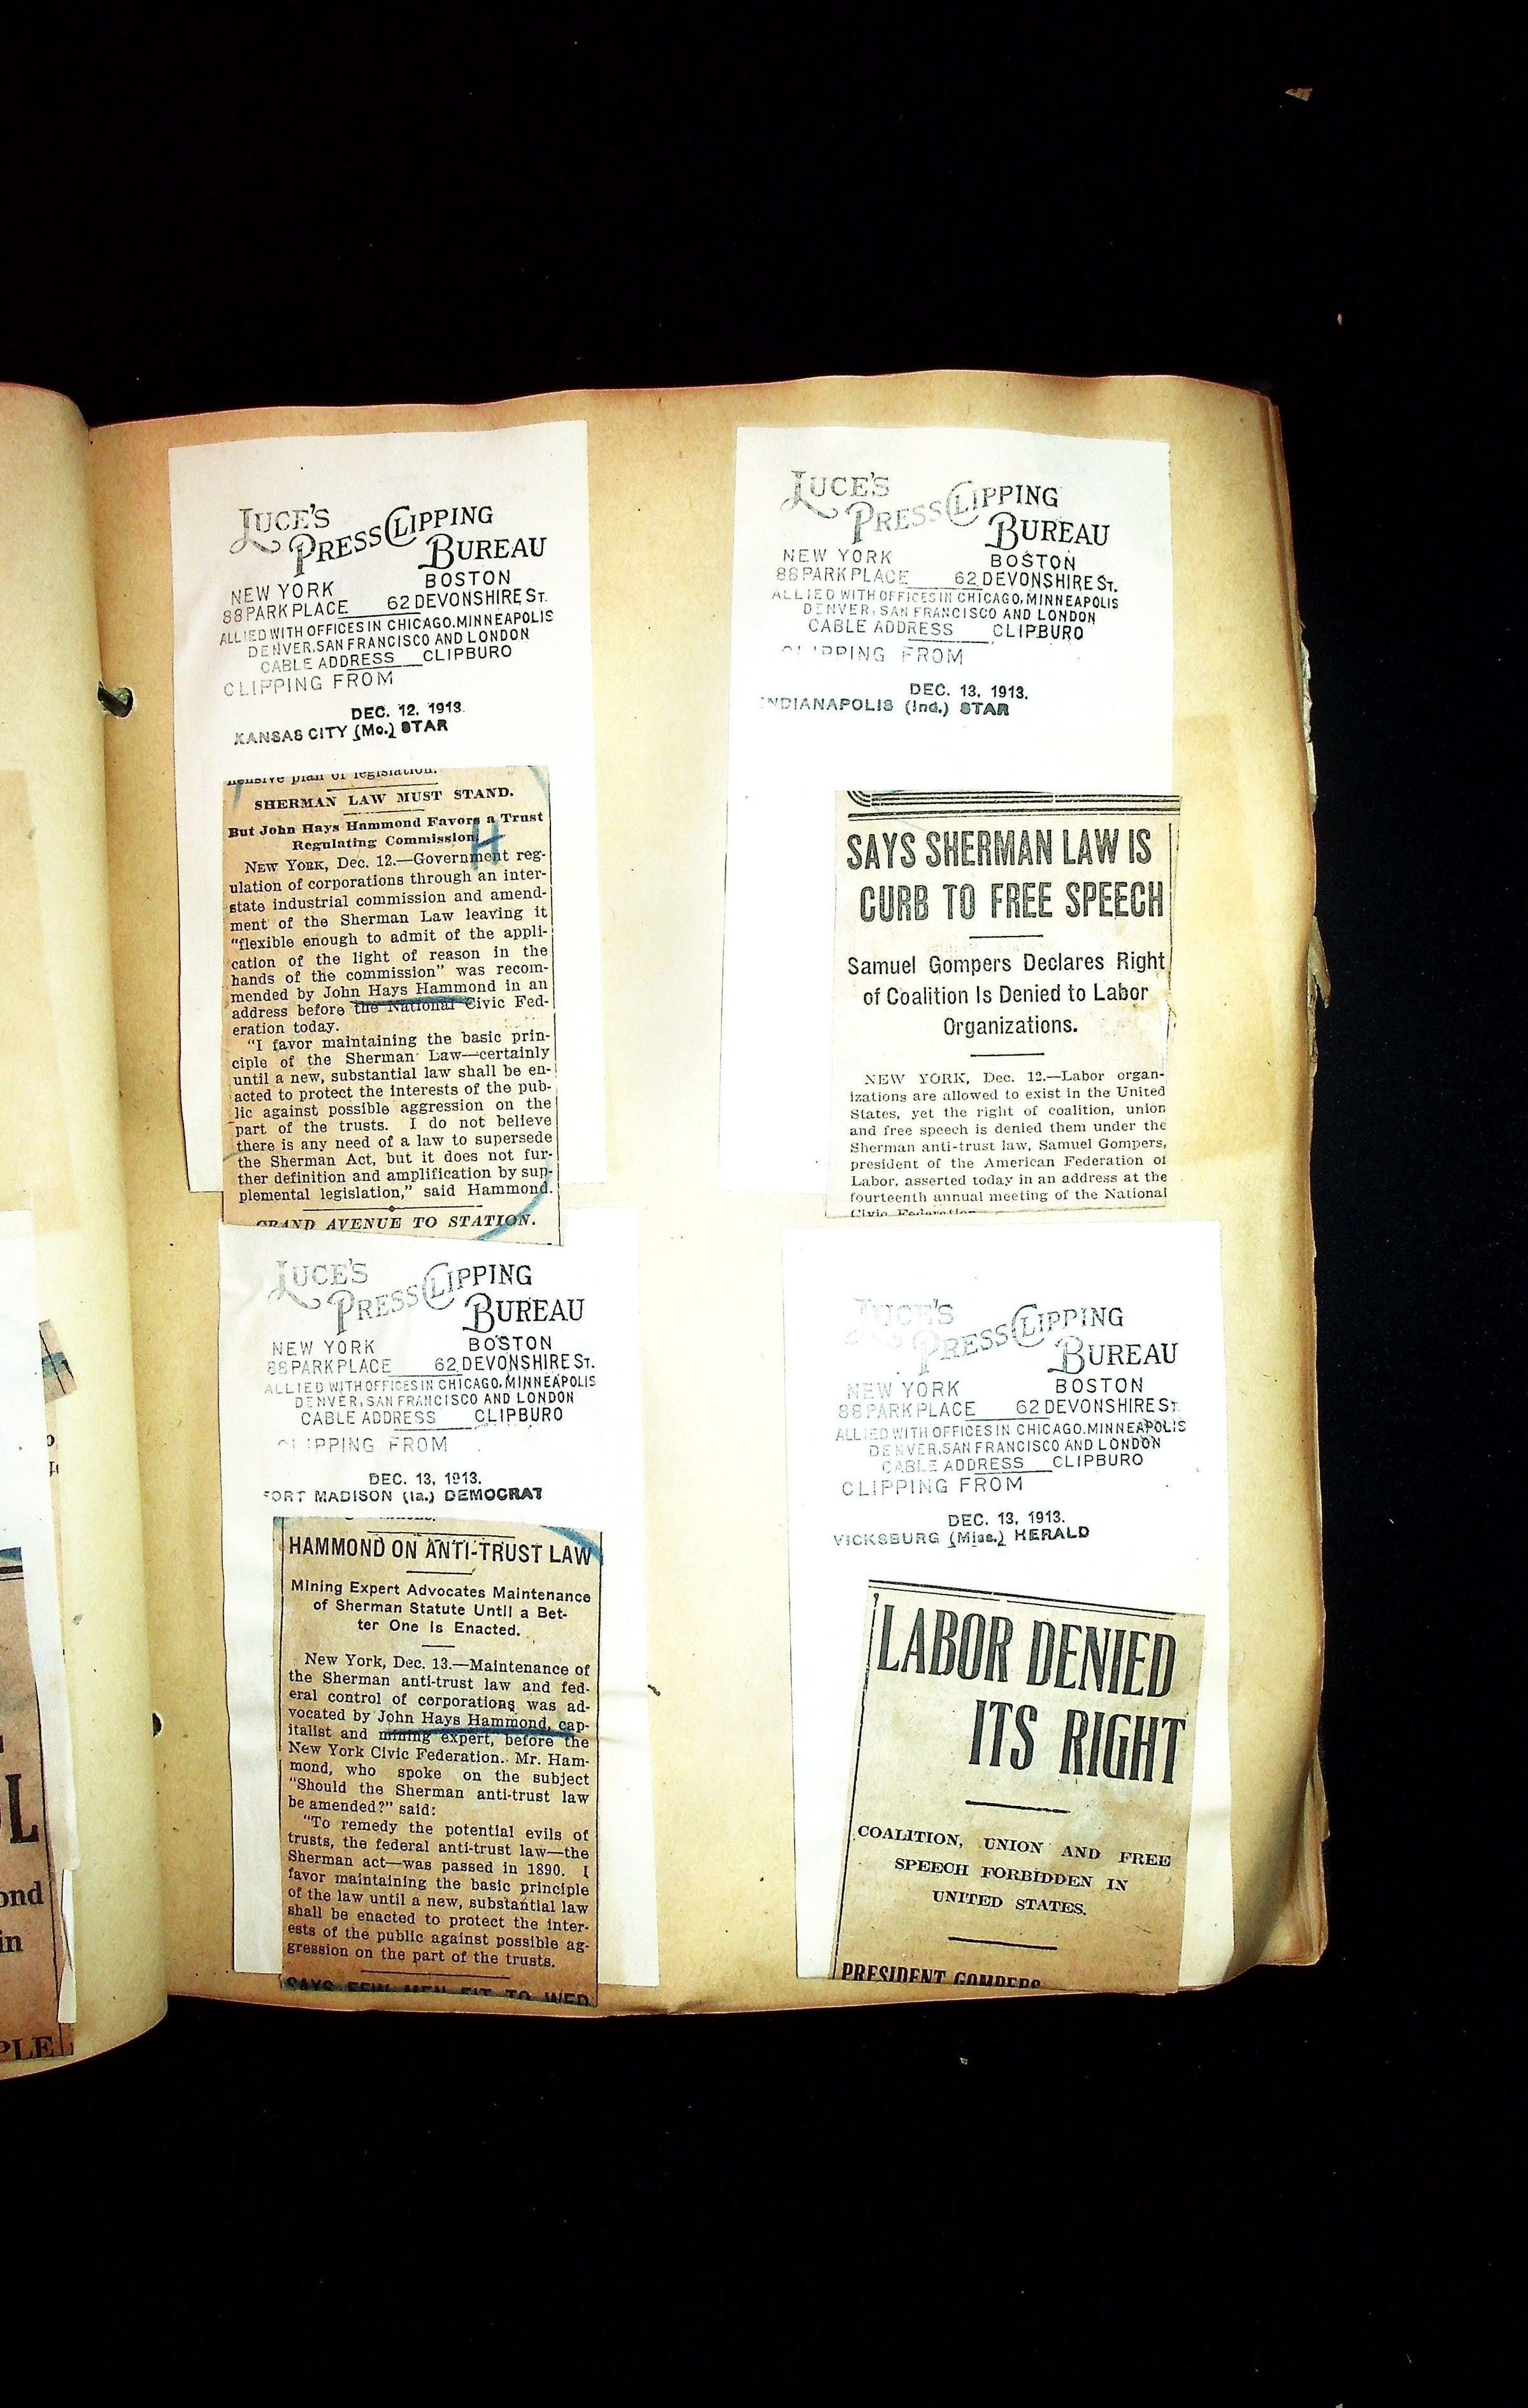 LUCE'S
PRESS CLIPPING
BUREAU
NEW YORK BOSTON
88 PARK PLACE 62 DEVONSHIRE ST.
ALLIED WITH OFFICES IN CHICAGO, MINNEAPOLIS
DENVER, SAN FRANCISCO AND LONDON
CABLE ADDRESS CLIPBURO
CLIPPING FROM
DEC. 12, 1913.
KANSAS CITY (Mo.) STAR
plan of legislation.
SHERMAN LAW MUST STAND.
But John Hays Hammond Favors a Trust
Regulating Commission.
H
NEW YORK, Dec. 12.—Government reg-
ulation of corporations through an inter-
state industrial commission and amend-
ment of the Sherman Law leaving it
"flexible enough to admit of the appli-
cation of the light of reason in the
hands of the commission" was recom-
mended by John Hays Hammond in an
address before the National Civic Fed-
eration today.
"I favor maintaining the basic prin-
ciple of the Sherman Law—certainly
until a new, substantial law shall be en-
acted to protect the interests of the pub-
lic against possible aggression on the
part of the trusts. I do not believe
there is any need of a law to supersede
the Sherman Act, but it does not fur-
ther definition and amplification by sup-
plemental legislation," said Hammond.
GRAND AVENUE TO STATION.
LUCE'S
PRESS CLIPPING
BUREAU
NEW YORK BOSTON
88 PARK PLACE 62 DEVONSHIRE ST.
ALLIED WITH OFFICES IN CHICAGO, MINNEAPOLIS
DENVER, SAN FRANCISCO AND LONDON
CABLE ADDRESS CLIPBURO
CLIPPING FROM
DEC. 13, 1913.
FORT MADISON (Ia.) DEMOCRAT
HAMMOND ON ANTI-TRUST LAW
Mining Expert Advocates Maintenance
of Sherman Statute Until a Bet-
ter One Is Enacted.
New York, Dec. 13.—Maintenance of
the Sherman anti-trust law and fed-
eral control of corporations was ad-
vocated by John Hays Hammond, cap-
italist and mining expert, before the
New York Civic Federation. Mr. Ham-
mond, who spoke on the subject
"Should the Sherman anti-trust law
be amended?" said:
"To remedy the potential evils of
trusts, the federal anti-trust law—the
Sherman act—was passed in 1890. I
favor maintaining the basic principle
of the law until a new, substantial law
shall be enacted to protect the inter-
ests of the public against possible ag-
gression on the part of the trusts.
SAYS FEW MEN FIT TO WED
LUCE'S
PRESS CLIPPING
BUREAU
NEW YORK BOSTON
88 PARK PLACE 62 DEVONSHIRE ST.
ALLIED WITH OFFICES IN CHICAGO, MINNEAPOLIS
DENVER, SAN FRANCISCO AND LONDON
CABLE ADDRESS CLIPBURO
CLIPPING FROM
DEC. 13, 1913.
INDIANAPOLIS (Ind.) STAR
SAYS SHERMAN LAW IS
CURB TO FREE SPEECH
Samuel Gompers Declares Right
of Coalition Is Denied to Labor
Organizations.
NEW YORK, Dec. 12.—Labor organ-
izations are allowed to exist in the United
States, yet the right of coalition, union
and free speech is denied them under the
Sherman anti-trust law, Samuel Gompers,
president of the American Federation of
Labor, asserted today in an address at the
fourteenth annual meeting of the National
Civic Federation
LUCE'S
PRESS CLIPPING
BUREAU
NEW YORK BOSTON
88 PARK PLACE 62 DEVONSHIRE ST.
ALLIED WITH OFFICES IN CHICAGO, MINNEAPOLIS
DENVER, SAN FRANCISCO AND LONDON
CABLE ADDRESS CLIPBURO
CLIPPING FROM
DEC. 13, 1913.
VICKSBURG (Miss.) HERALD
LABOR DENIED
ITS RIGHT
COALITION, UNION AND FREE
SPEECH FORBIDDEN IN
UNITED STATES.
PRESIDENT GOMPERS